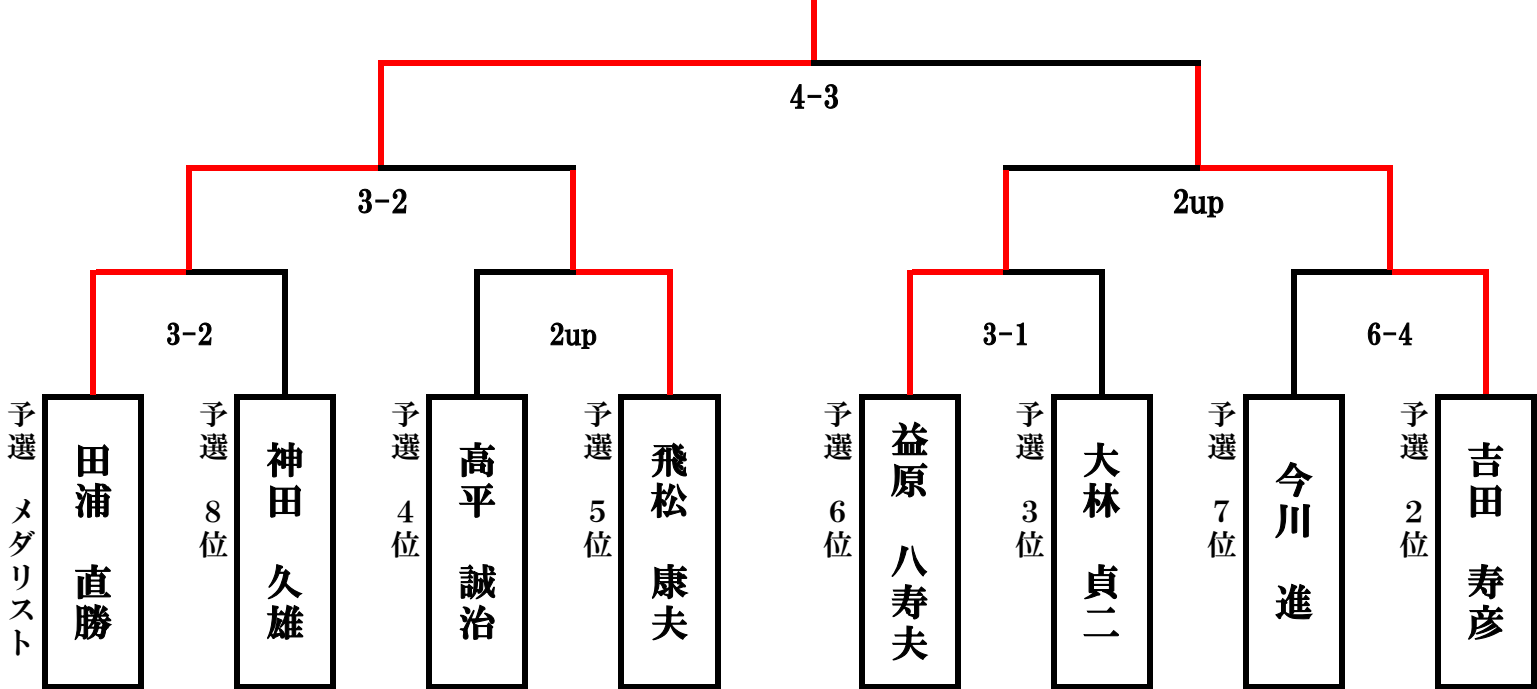 4-3
3-2
2up
3-2
2up
3-1
6-4
予選 メダリスト
田浦 直勝
予選 8位
神田 久雄
予選 4位
高平 誠治
予選 5位
飛松 康夫
予選 6位
益原 八寿夫
予選 3位
大林 貞二
予選 7位
今川 進
予選 2位
吉田 寿彦